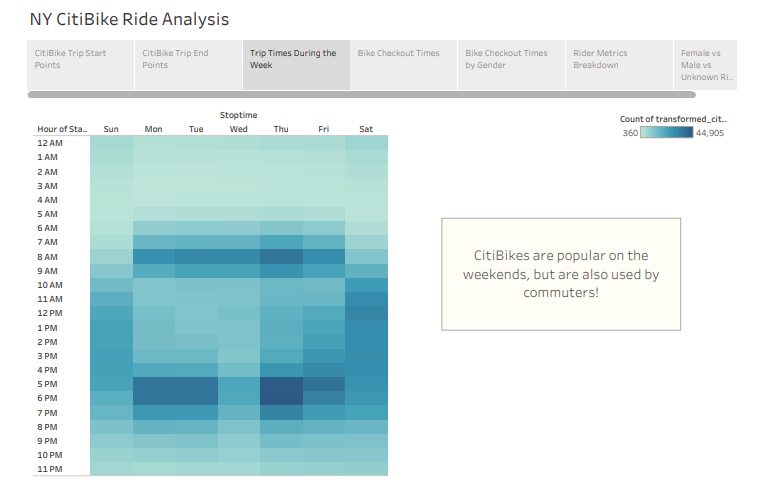 NY CitiBike Ride Analysis
CitiBike Trip Start
Points
CitiBike Trip End
Points
Trip Times During the
Week
Bike Checkout Times
Bike Checkout Times
by Gender
Rider Metrics
Breakdown
Female vs
Male vs
Unknown Ri..
Stoptime
Hour of Sta.. Sun Mon Tue Wed Thu Fri Sat
12 AM
1 AM
2 AM
3 AM
4 AM
5 AM
6 AM
7 AM
8 AM
9 AM
10 AM
11 AM
12 PM
1 PM
2 PM
3 PM
4 PM
5 PM
6 PM
7 PM
8 PM
9 PM
10 PM
11 PM
Count of transformed_cit..
360 44,905
CitiBikes are popular on the
weekends, but are also used by
commuters!